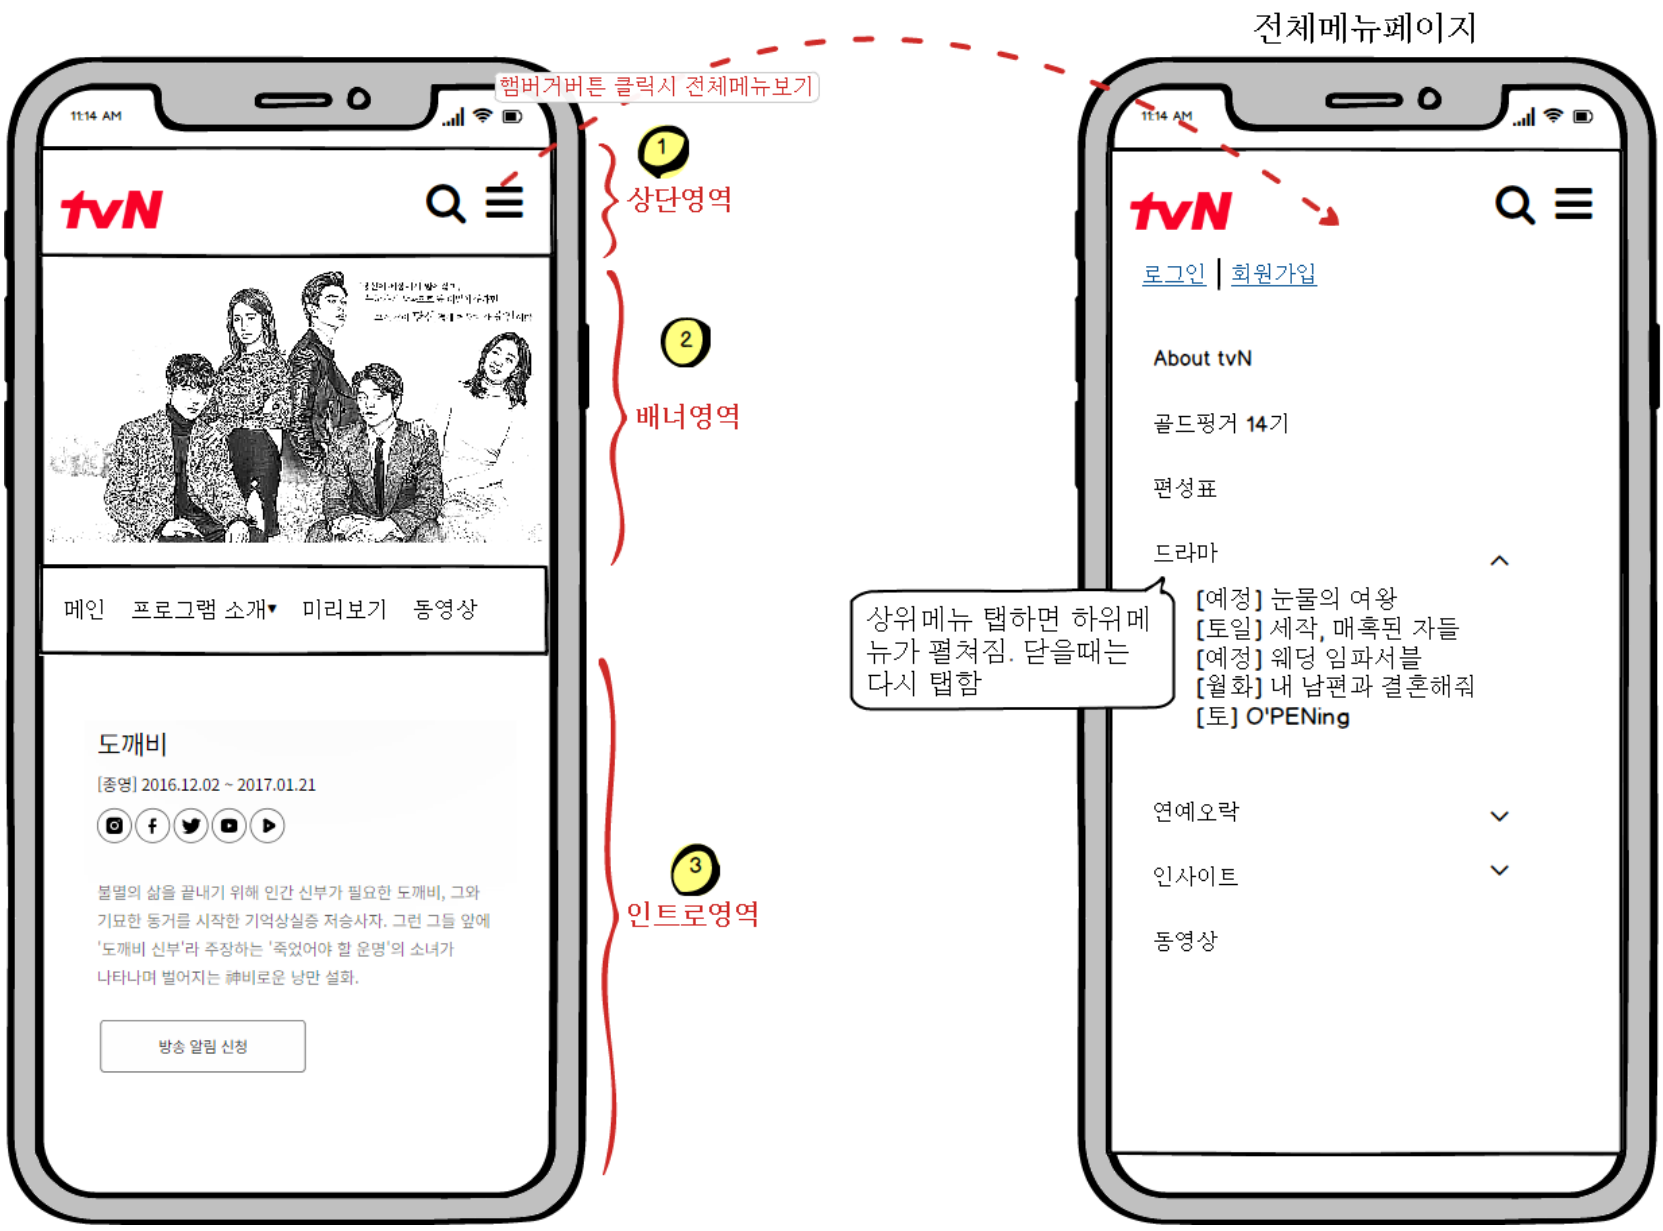 전체메뉴페이지
햄버거버튼 클릭시 전체메뉴보기
11:14 AM
tvN
1
상단영역
2
배너영역
메인 프로그램 소개▾ 미리보기 동영상
도깨비
[종영] 2016.12.02 ~ 2017.01.21
불멸의 삶을 끝내기 위해 인간 신부가 필요한 도깨비, 그와
기묘한 동거를 시작한 기억상실증 저승사자. 그런 그들 앞에
'도깨비 신부'라 주장하는 '죽었어야 할 운명'의 소녀가
나타나며 벌어지는 神비로운 낭만 설화.
방송 알림 신청
3
인트로영역
11:14 AM
tvN
로그인 | 회원가입
About tvN
골드핑거 14기
편성표
드라마
상위메뉴 탭하면 하위메
뉴가 펼쳐짐. 닫을때는
다시 탭함
[예정] 눈물의 여왕
[토일] 세작, 매혹된 자들
[예정] 웨딩 임파서블
[월화] 내 남편과 결혼해줘
[토] O'PENing
연예오락
인사이트
동영상